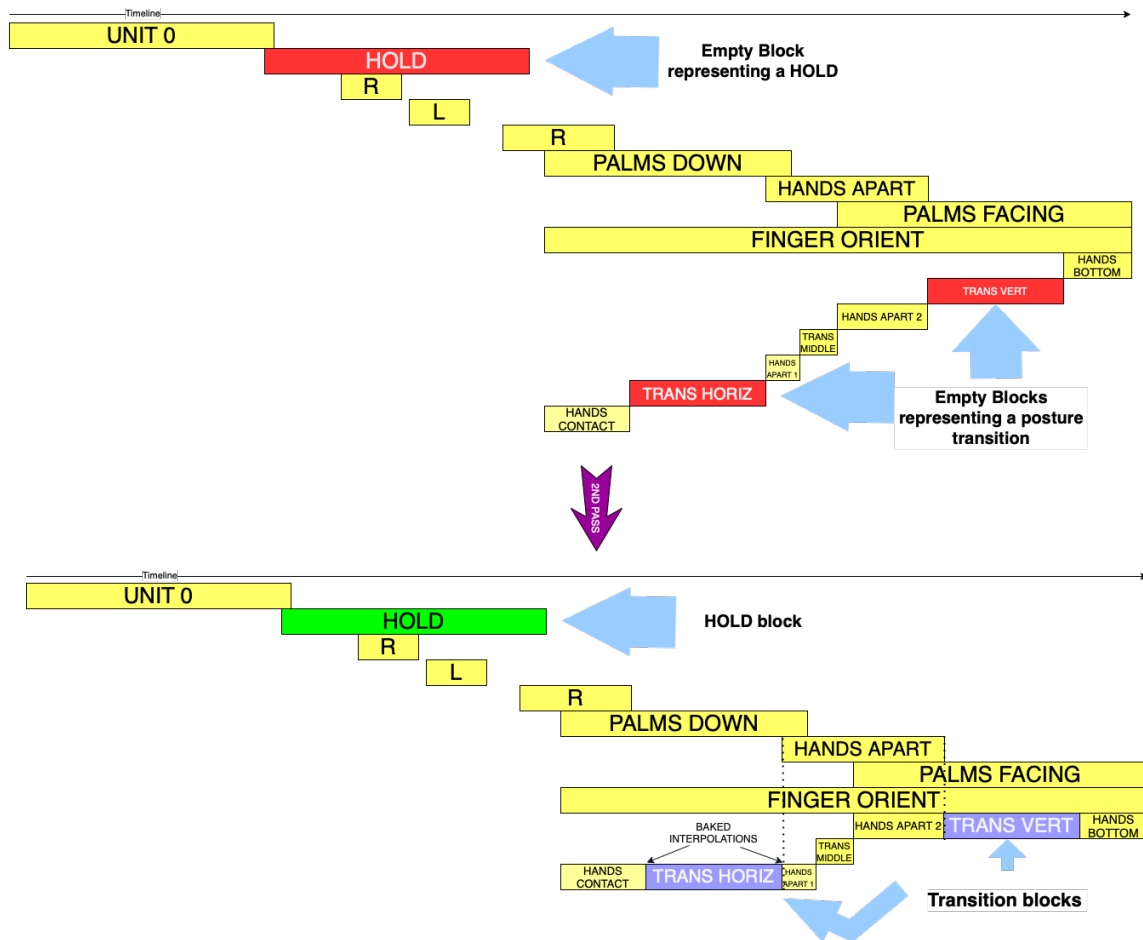 Timeline
UNIT 0
HOLD
Empty Block
representing a HOLD
R
L
R
PALMS DOWN
HANDS APART
PALMS FACING
FINGER ORIENT
HANDS
BOTTOM
TRANS VERT
HANDS APART 2
TRANS
MIDDLE
HANDS
APART 1
TRANS HORIZ
Empty Blocks
representing a posture
transition
HANDS
CONTACT
2ND PASS
Timeline
UNIT 0
HOLD
HOLD block
R
L
R
PALMS DOWN
HANDS APART
PALMS FACING
FINGER ORIENT
BAKED
INTERPOLATIONS
HANDS APART 2
TRANS VERT
HANDS
BOTTOM
TRANS
MIDDLE
HANDS
CONTACT
TRANS HORIZ
HANDS
APART 1
Transition blocks